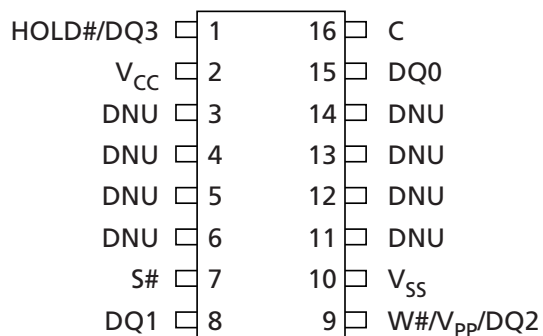 HOLD#/DQ3 1 16 C
VCC 2 15 DQ0
DNU 3 14 DNU
DNU 4 13 DNU
DNU 5 12 DNU
DNU 6 11 DNU
S# 7 10 VSS
DQ1 8 9 W#/VPP/DQ2